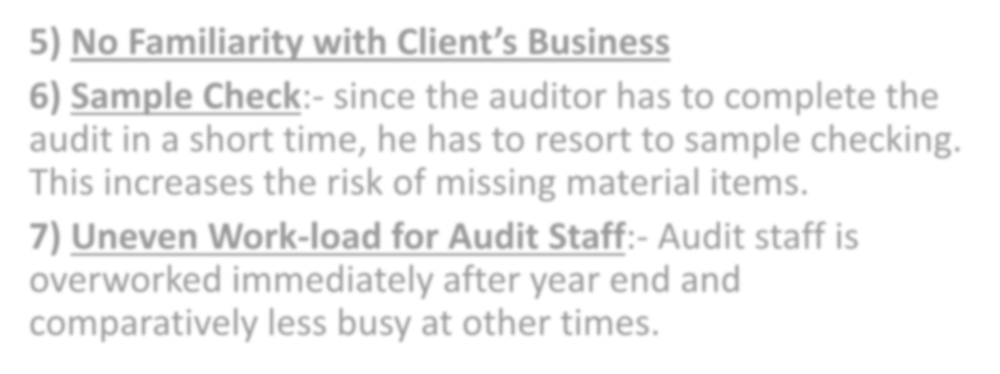 5) No Familiarity with Client’s Business
6) Sample Check:- since the auditor has to complete the
audit in a short time, he has to resort to sample checking.
This increases the risk of missing material items.
7) Uneven Work-load for Audit Staff:- Audit staff is
overworked immediately after year end and
comparatively less busy at other times.